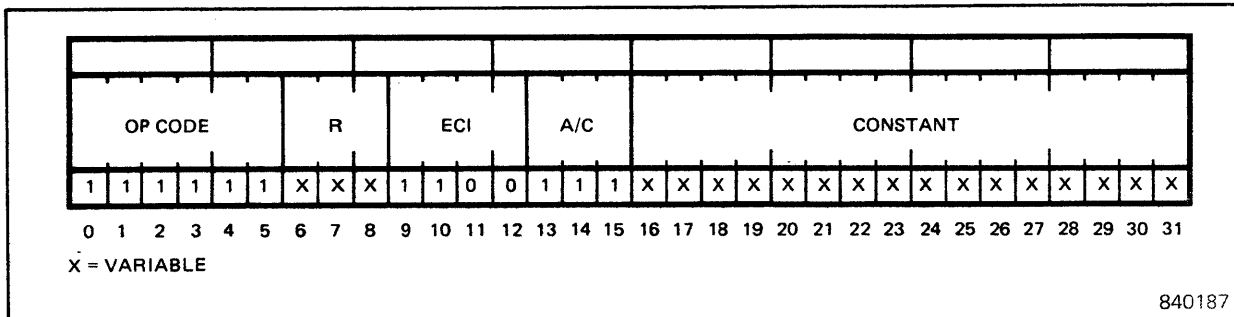 OP CODE R ECI A/C CONSTANT
1 1 1 1 1 1 X X X 1 1 0 0 1 1 1 X X X X X X X X X X X X X X X X
0 1 2 3 4 5 6 7 8 9 10 11 12 13 14 15 16 17 18 19 20 21 22 23 24 25 26 27 28 29 30 31
X = VARIABLE
840187